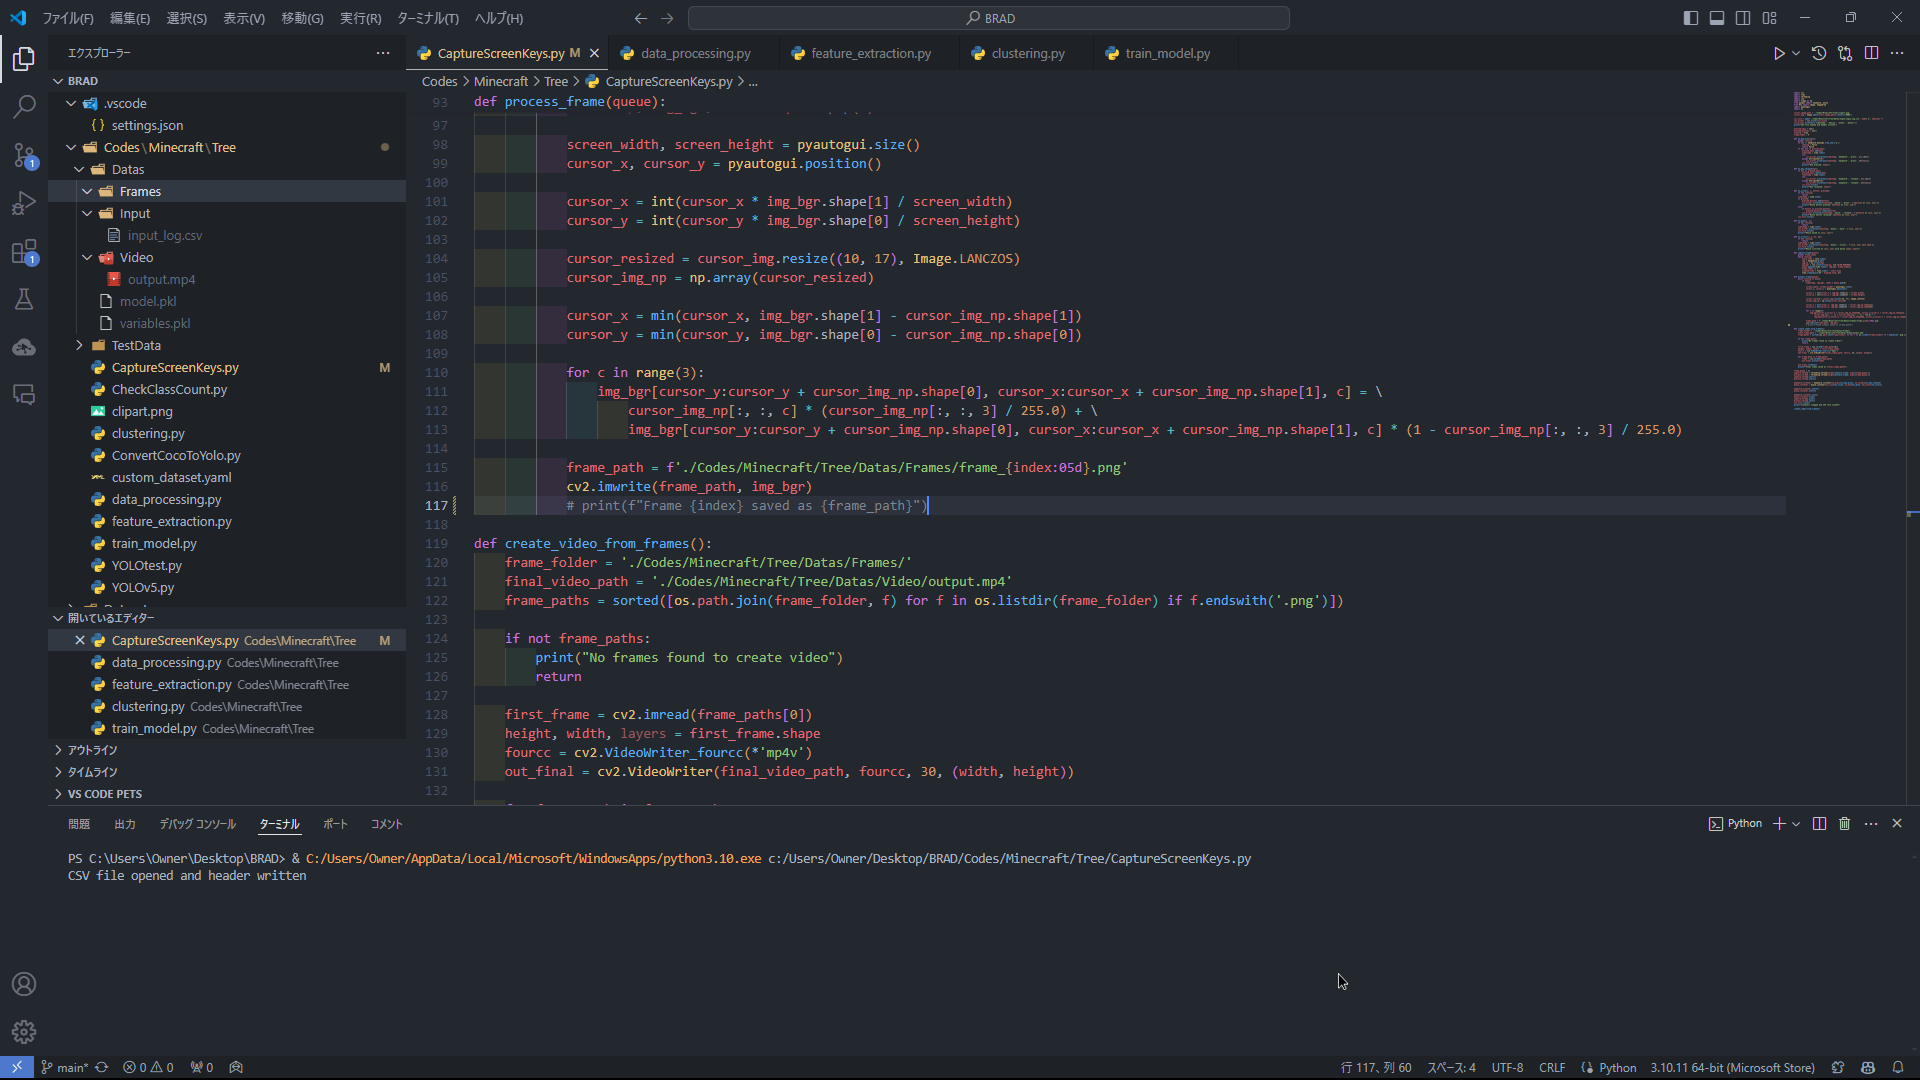 ファイル(F) 編集(E) 選択(S) 表示(V) 移動(G) 実行(R) ターミナル(T) ヘルプ(H)
BRAD
エクスプローラー
BRAD
.vscode
settings.json
Codes\Minecraft\Tree
Datas
Frames
Input
input_log.csv
Video
output.mp4
model.pkl
variables.pkl
TestData
CaptureScreenKeys.py M
CheckClassCount.py
clipart.png
clustering.py
ConvertCocoToYolo.py
custom_dataset.yaml
data_processing.py
feature_extraction.py
train_model.py
YOLOtest.py
YOLOv5.py
開いているエディター
CaptureScreenKeys.py Codes\Minecraft\Tree M
data_processing.py Codes\Minecraft\Tree
feature_extraction.py Codes\Minecraft\Tree
clustering.py Codes\Minecraft\Tree
train_model.py Codes\Minecraft\Tree
アウトライン
タイムライン
VS CODE PETS
1
1
CaptureScreenKeys.py M data_processing.py feature_extraction.py clustering.py train_model.py
Codes > Minecraft > Tree > CaptureScreenKeys.py > ...
93 def process_frame(queue):
97
98 screen_width, screen_height = pyautogui.size()
99 cursor_x, cursor_y = pyautogui.position()
100
101 cursor_x = int(cursor_x * img_bgr.shape[1] / screen_width)
102 cursor_y = int(cursor_y * img_bgr.shape[0] / screen_height)
103
104 cursor_resized = cursor_img.resize((10, 17), Image.LANCZOS)
105 cursor_img_np = np.array(cursor_resized)
106
107 cursor_x = min(cursor_x, img_bgr.shape[1] - cursor_img_np.shape[1])
108 cursor_y = min(cursor_y, img_bgr.shape[0] - cursor_img_np.shape[0])
109
110 for c in range(3):
111 img_bgr[cursor_y:cursor_y + cursor_img_np.shape[0], cursor_x:cursor_x + cursor_img_np.shape[1], c] = \
112 cursor_img_np[:, :, c] * (cursor_img_np[:, :, 3] / 255.0) + \
113 img_bgr[cursor_y:cursor_y + cursor_img_np.shape[0], cursor_x:cursor_x + cursor_img_np.shape[1], c] * (1 - cursor_img_np[:, :, 3] / 255.0)
114
115 frame_path = f'./Codes/Minecraft/Tree/Datas/Frames/frame_{index:05d}.png'
116 cv2.imwrite(frame_path, img_bgr)
117 # print(f"Frame {index} saved as {frame_path}")
118
119 def create_video_from_frames():
120 frame_folder = './Codes/Minecraft/Tree/Datas/Frames/'
121 final_video_path = './Codes/Minecraft/Tree/Datas/Video/output.mp4'
122 frame_paths = sorted([os.path.join(frame_folder, f) for f in os.listdir(frame_folder) if f.endswith('.png')])
123
124 if not frame_paths:
125 print("No frames found to create video")
126 return
127
128 first_frame = cv2.imread(frame_paths[0])
129 height, width, layers = first_frame.shape
130 fourcc = cv2.VideoWriter_fourcc(*'mp4v')
131 out_final = cv2.VideoWriter(final_video_path, fourcc, 30, (width, height))
132
問題 出力 デバッグ コンソール ターミナル ポート コメント
Python
PS C:\Users\Owner\Desktop\BRAD> & C:/Users/Owner/AppData/Local/Microsoft/WindowsApps/python3.10.exe c:/Users/Owner/Desktop/BRAD/Codes/Minecraft/Tree/CaptureScreenKeys.py
CSV file opened and header written
main* 0 0 0
行 117、列 60 スペース: 4 UTF-8 CRLF Python 3.10.11 64-bit (Microsoft Store)